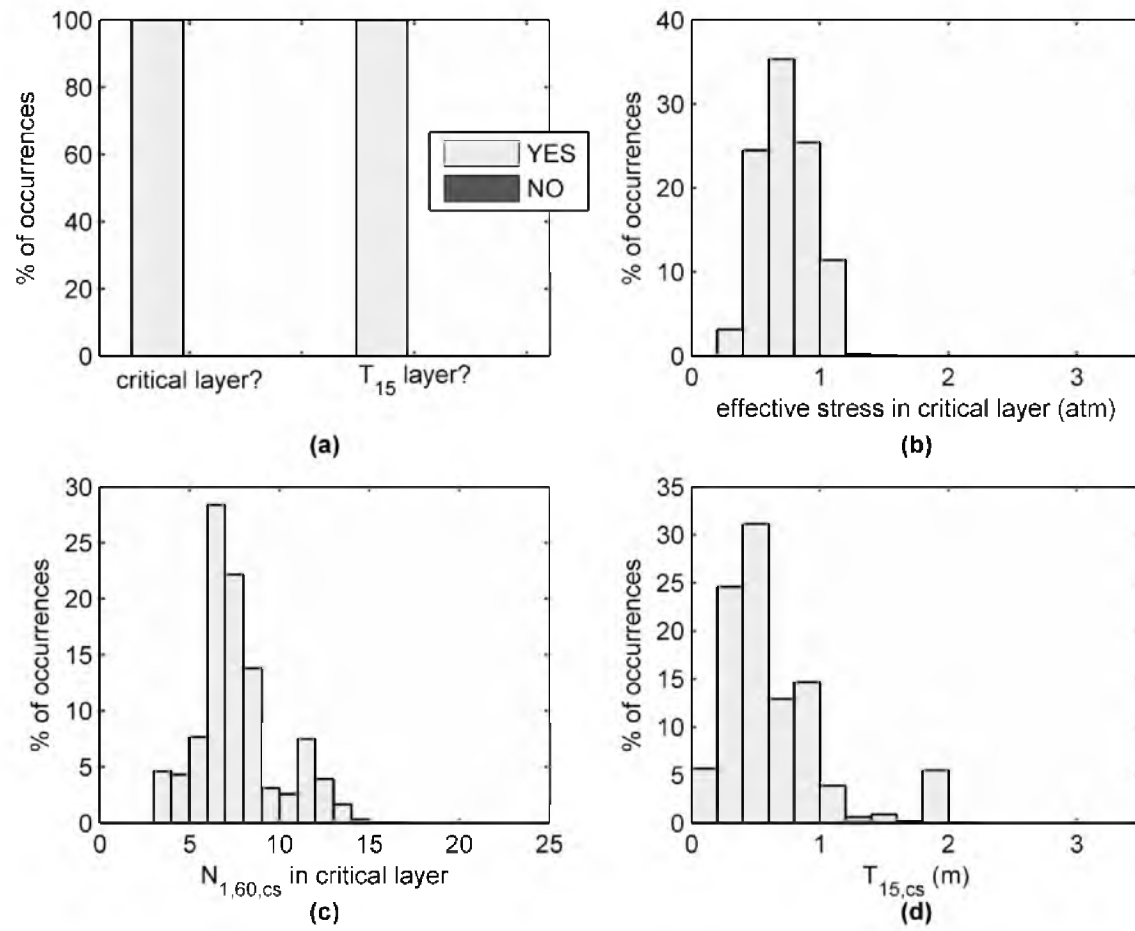 % of occurrences
100
80
60
40
20
0
critical layer?
T15 layer?
YES
NO
(a)
% of occurrences
40
30
20
10
0
0 1 2 3
effective stress in critical layer (atm)
(b)
% of occurrences
30
25
20
15
10
5
0
0 5 10 15 20 25
N1,60,cs in critical layer
(c)
% of occurrences
35
30
25
20
15
10
5
0
0 1 2 3
T15,cs (m)
(d)